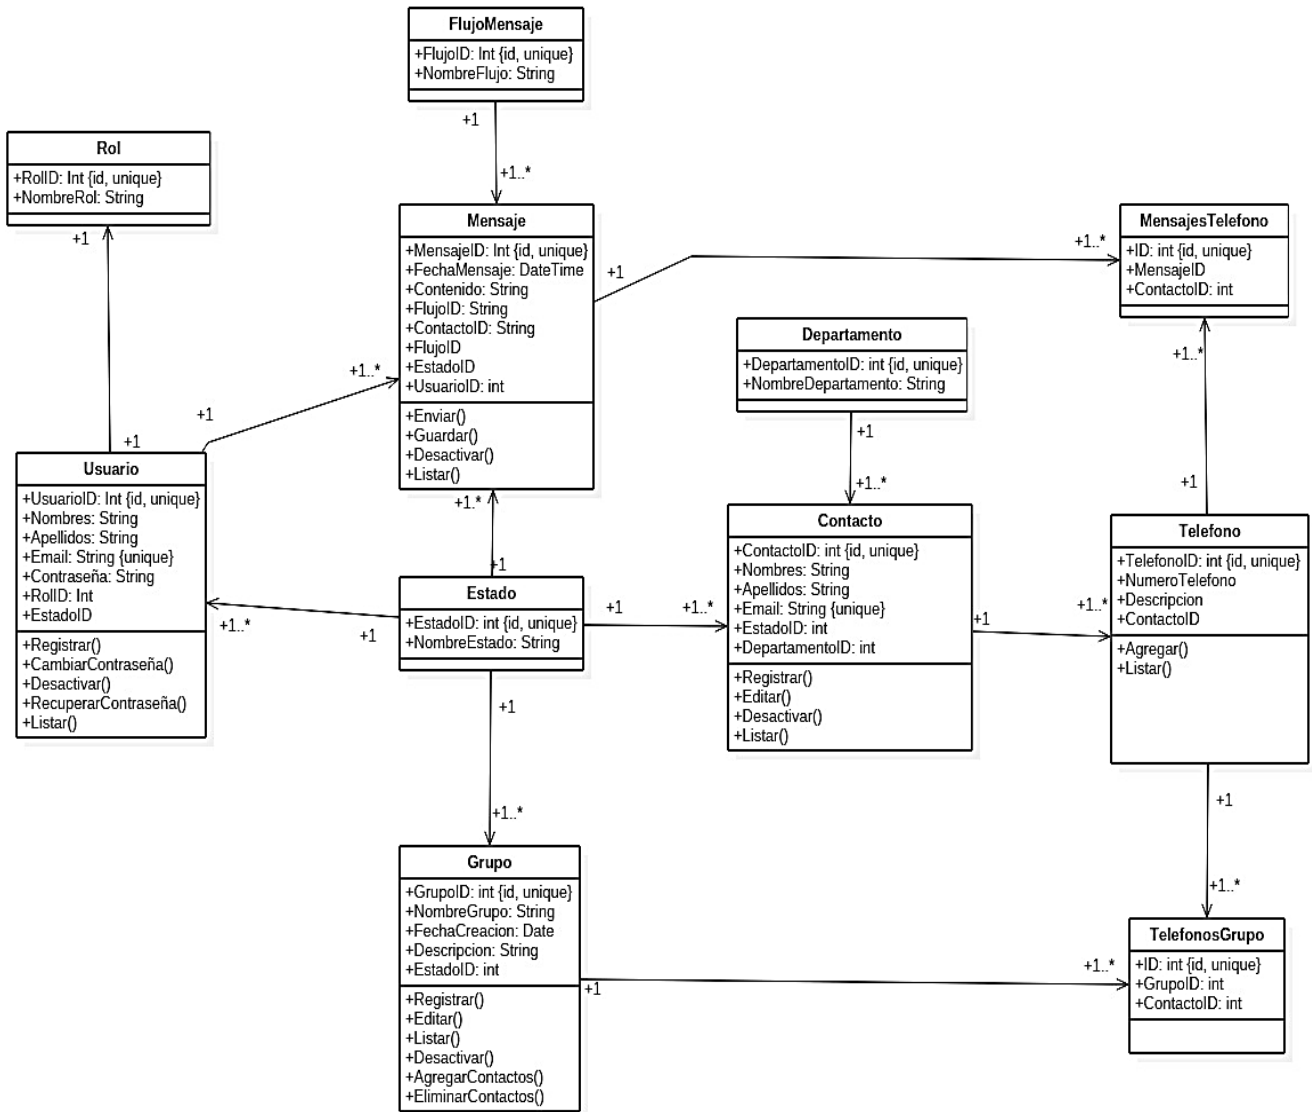 FlujoMensaje
+FlujoID: Int {id, unique}
+NombreFlujo: String
+1
+1..*
Rol
+RolID: Int {id, unique}
+NombreRol: String
+1
+1
Mensaje
+MensajeID: Int {id, unique}
+FechaMensaje: DateTime
+Contenido: String
+FlujoID: String
+ContactoID: String
+FlujoID
+EstadoID
+UsuarioID: int
+Enviar()
+Guardar()
+Desactivar()
+Listar()
+1
+1..*
MensajesTelefono
+ID: int {id, unique}
+MensajeID
+ContactoID: int
+1..*
+1
Departamento
+DepartamentoID: int {id, unique}
+NombreDepartamento: String
+1
+1..*
+1
+1..*
Usuario
+UsuarioID: Int {id, unique}
+Nombres: String
+Apellidos: String
+Email: String {unique}
+Contraseña: String
+RolID: Int
+EstadoID
+Registrar()
+CambiarContraseña()
+Desactivar()
+RecuperarContraseña()
+Listar()
+1..*
+1
+1..*
+1
Estado
+EstadoID: int {id, unique}
+NombreEstado: String
+1
+1..*
Contacto
+ContactoID: int {id, unique}
+Nombres: String
+Apellidos: String
+Email: String {unique}
+EstadoID: int
+DepartamentoID: int
+Registrar()
+Editar()
+Desactivar()
+Listar()
+1
+1..*
Telefono
+TelefonoID: int {id, unique}
+NumeroTelefono
+Descripcion
+ContactoID
+Agregar()
+Listar()
+1
+1..*
+1
+1..*
Grupo
+GrupoID: int {id, unique}
+NombreGrupo: String
+FechaCreacion: Date
+Descripcion: String
+EstadoID: int
+Registrar()
+Editar()
+Listar()
+Desactivar()
+AgregarContactos()
+EliminarContactos()
+1
+1..*
TelefonosGrupo
+ID: int {id, unique}
+GrupoID: int
+ContactoID: int